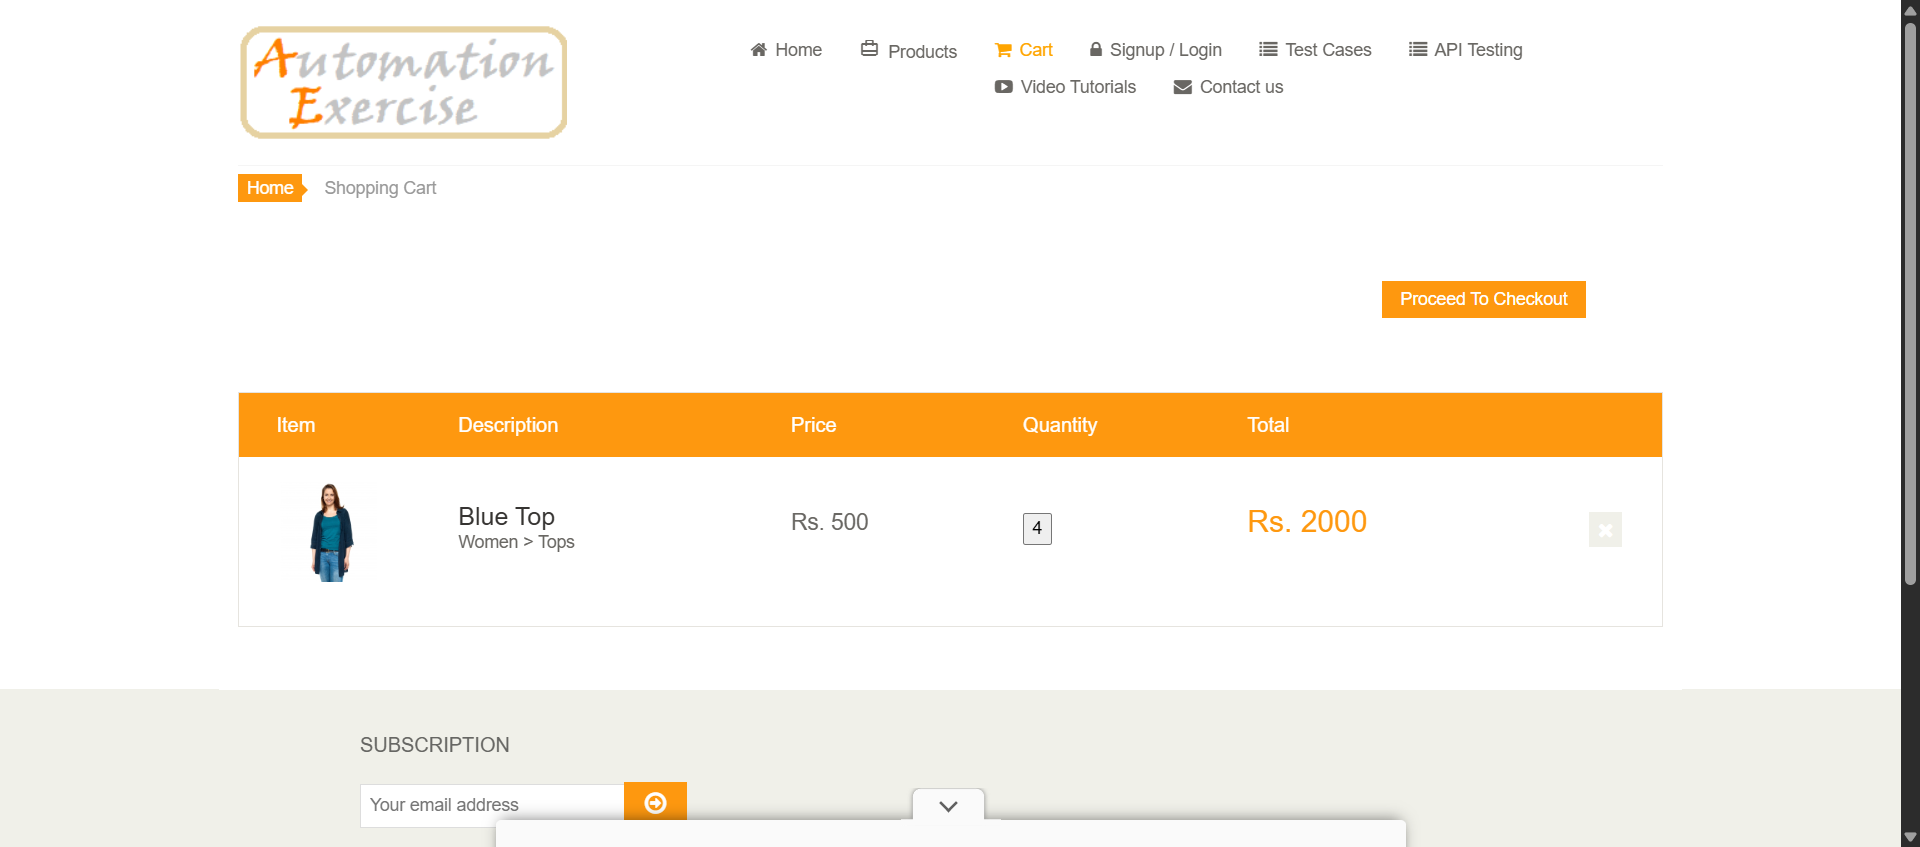 Automation
Exercise
Home
Products
Cart
Signup / Login
Test Cases
API Testing
Video Tutorials
Contact us
Home
Shopping Cart
Proceed To Checkout
Item
Description
Price
Quantity
Total
Blue Top
Women > Tops
Rs. 500
4
Rs. 2000
SUBSCRIPTION
Your email address